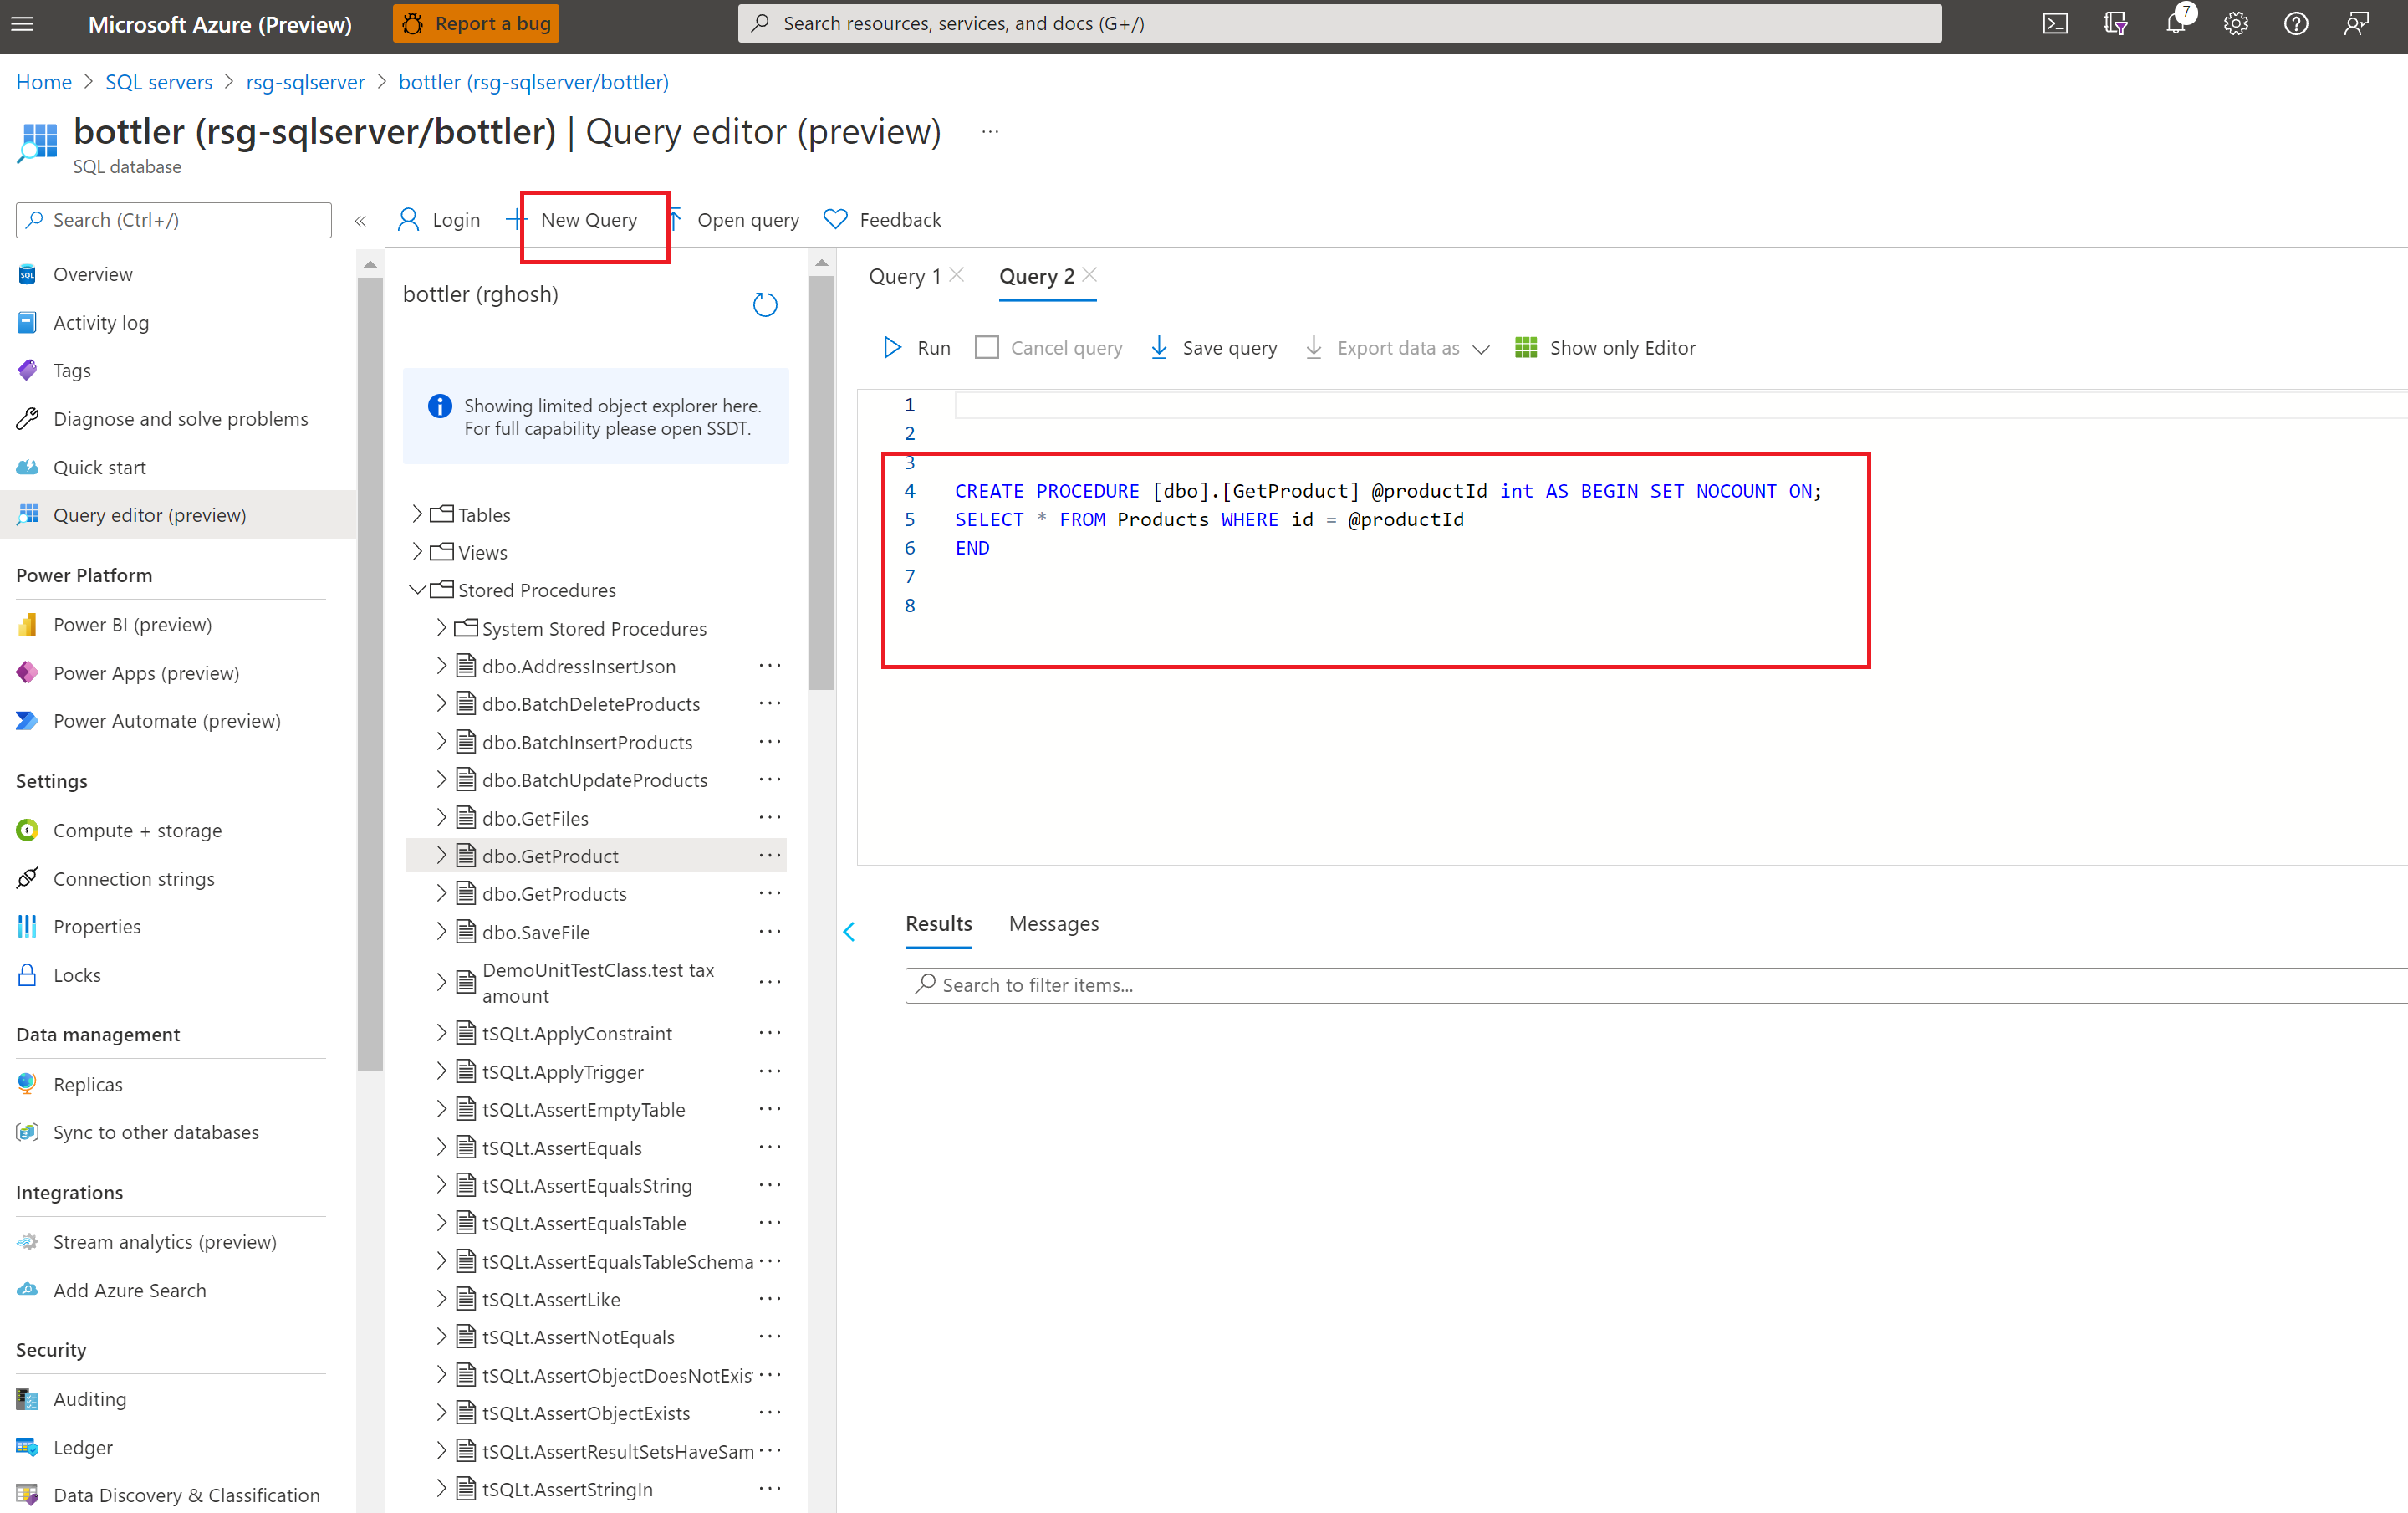 Microsoft Azure (Preview)
Report a bug
Search resources, services, and docs (G+/)
7
Home > SQL servers > rsg-sqlserver > bottler (rsg-sqlserver/bottler)
bottler (rsg-sqlserver/bottler) | Query editor (preview) ...
SQL database
Search (Ctrl+/)
«
Overview
Activity log
Tags
Diagnose and solve problems
Quick start
Query editor (preview)
Power Platform
Power BI (preview)
Power Apps (preview)
Power Automate (preview)
Settings
Compute + storage
Connection strings
Properties
Locks
Data management
Replicas
Sync to other databases
Integrations
Stream analytics (preview)
Add Azure Search
Security
Auditing
Ledger
Data Discovery & Classification
Login
New Query
Open query
Feedback
bottler (rghosh)
Showing limited object explorer here.
For full capability please open SSDT.
Tables
Views
Stored Procedures
System Stored Procedures
dbo.AddressInsertJson ...
dbo.BatchDeleteProducts ...
dbo.BatchInsertProducts ...
dbo.BatchUpdateProducts ...
dbo.GetFiles ...
dbo.GetProduct ...
dbo.GetProducts ...
dbo.SaveFile ...
DemoUnitTestClass.test tax
amount ...
tSQLt.ApplyConstraint ...
tSQLt.ApplyTrigger ...
tSQLt.AssertEmptyTable ...
tSQLt.AssertEquals ...
tSQLt.AssertEqualsString ...
tSQLt.AssertEqualsTable ...
tSQLt.AssertEqualsTableSchema ...
tSQLt.AssertLike ...
tSQLt.AssertNotEquals ...
tSQLt.AssertObjectDoesNotExis ...
tSQLt.AssertObjectExists ...
tSQLt.AssertResultSetsHaveSam ...
tSQLt.AssertStringIn ...
Query 1
Query 2
Run
Cancel query
Save query
Export data as
Show only Editor
1
2
3
4 CREATE PROCEDURE [dbo].[GetProduct] @productId int AS BEGIN SET NOCOUNT ON;
5 SELECT * FROM Products WHERE id = @productId
6 END
7
8
Results
Messages
Search to filter items...